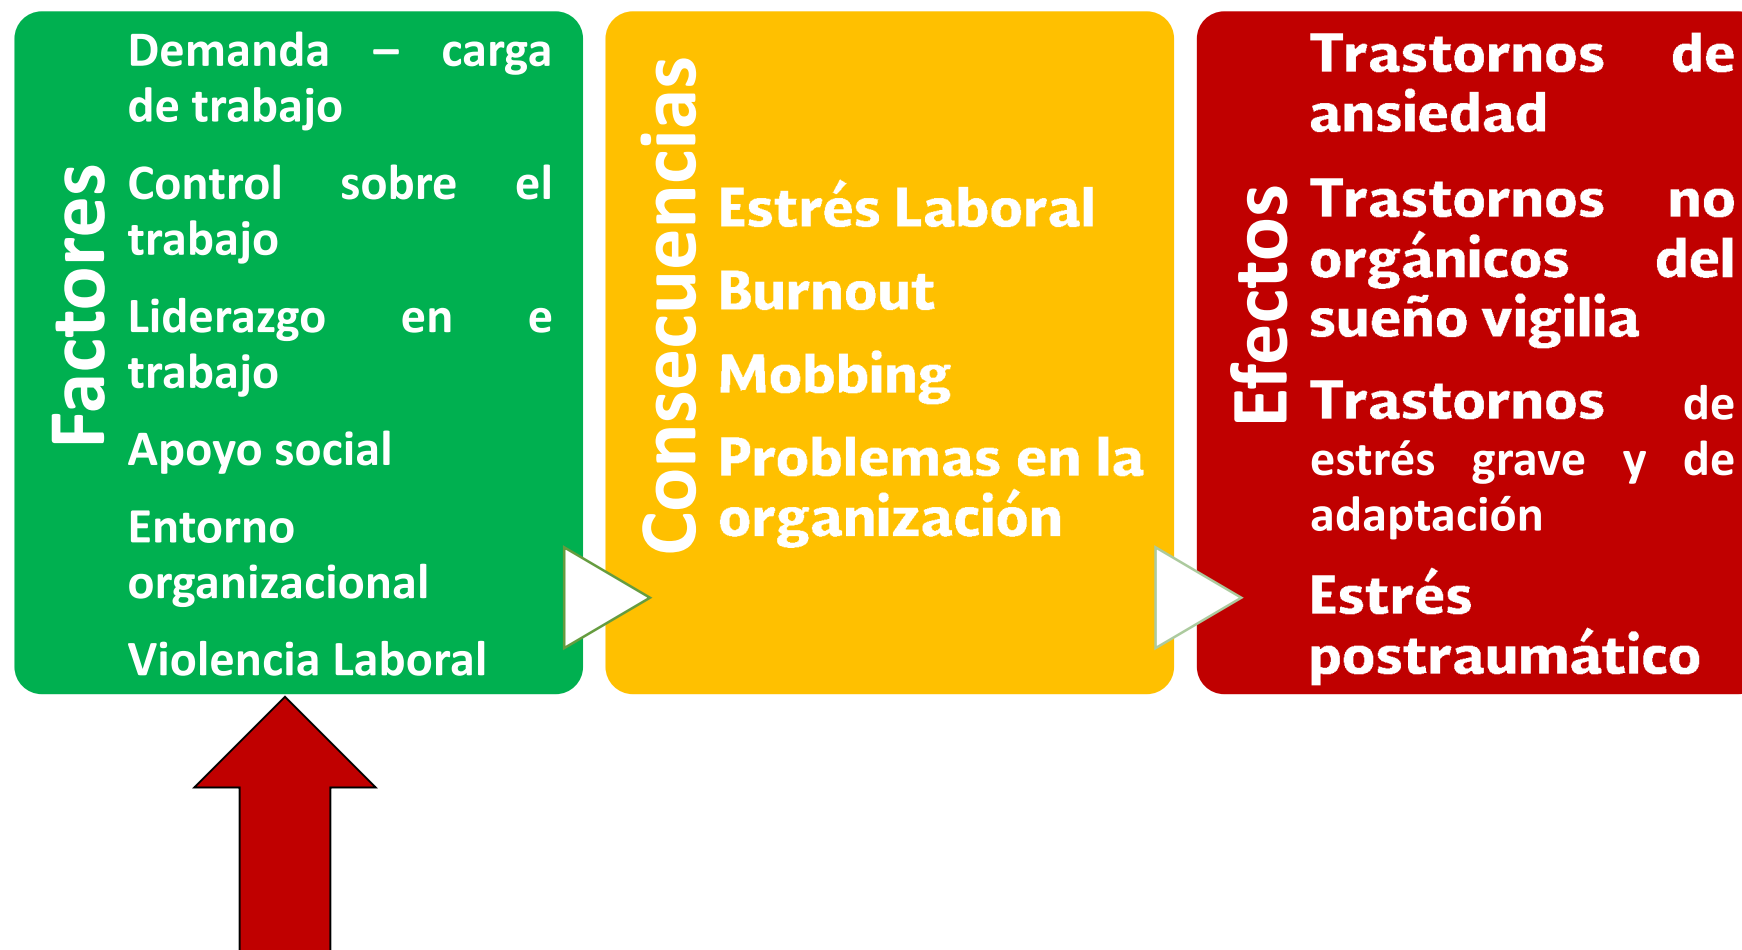 Factores
Demanda – carga
de trabajo
Control sobre el
trabajo
Liderazgo en e
trabajo
Apoyo social
Entorno
organizacional
Violencia Laboral
Consecuencias
Estrés Laboral
Burnout
Mobbing
Problemas en la
organización
Efectos
Trastornos de
ansiedad
Trastornos no
orgánicos del
sueño vigilia
Trastornos de
estrés grave y de
adaptación
Estrés
postraumático